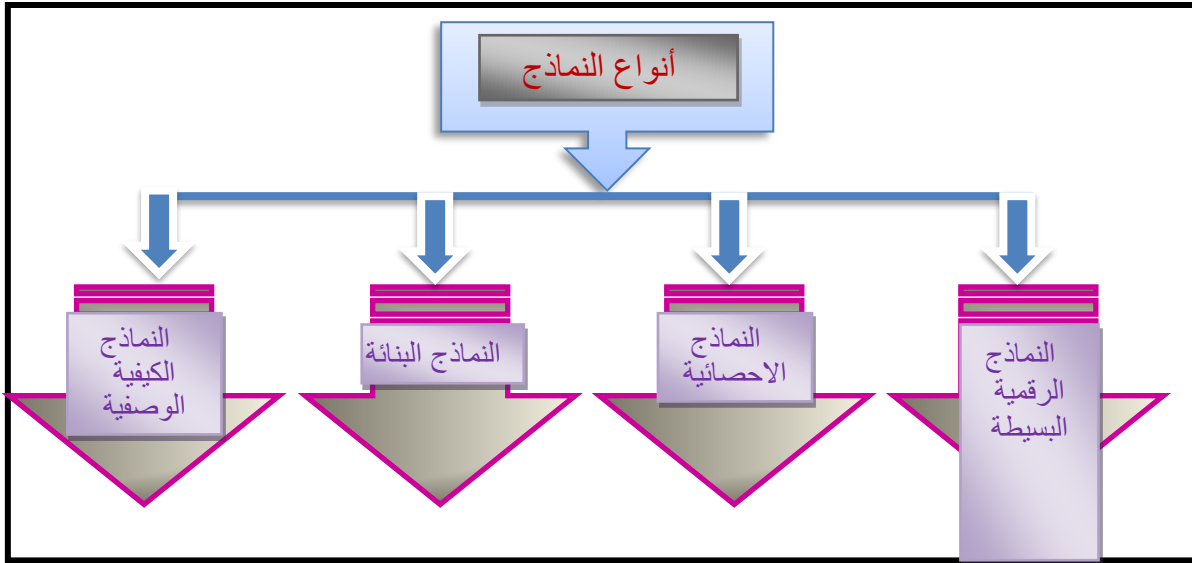 أنواع النماذج
النماذج
الرقمية
البسيطة
النماذج
الاحصائية
النماذج البنائة
النماذج
الكيفية
الوصفية